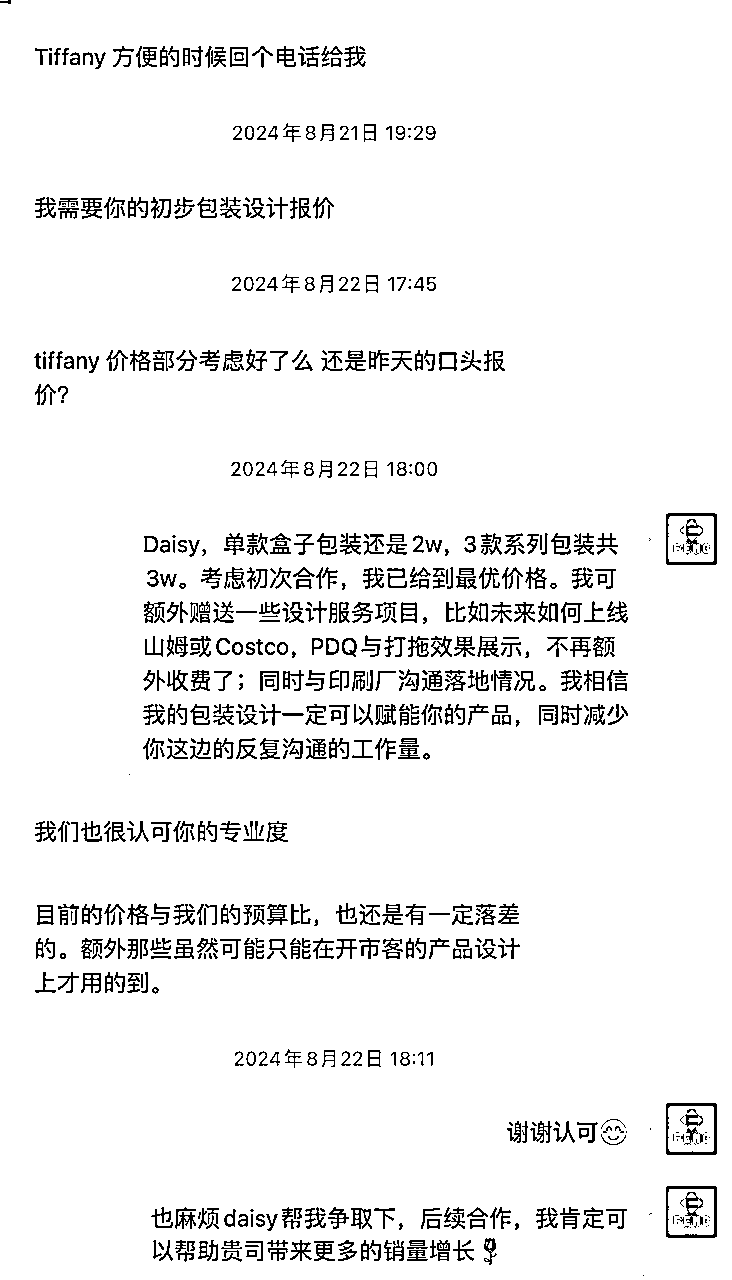 Tiffany 方便的时候回个电话给我
2024年8月21日 19:29
我需要你的初步包装设计报价
2024年8月22日 17:45
tiffany 价格部分考虑好了么 还是昨天的口头报
价?
2024年8月22日 18:00
Daisy，单款盒子包装还是2w，3款系列包装共
3w。考虑初次合作，我已给到最优价格。我可
额外赠送一些设计服务项目，比如未来如何上线
山姆或Costco，PDQ与打拖效果展示，不再额
外收费了；同时与印刷厂沟通落地情况。我相信
我的包装设计一定可以赋能你的产品，同时减少
你这边的反复沟通的工作量。
我们也很认可你的专业度
目前的价格与我们的预算比，也还是有一定落差
的。额外那些虽然可能只能在开市客的产品设计
上才用的到。
2024年8月22日 18:11
谢谢认可😊
也麻烦daisy帮我争取下，后续合作，我肯定可
以帮助贵司带来更多的销量增长🌹